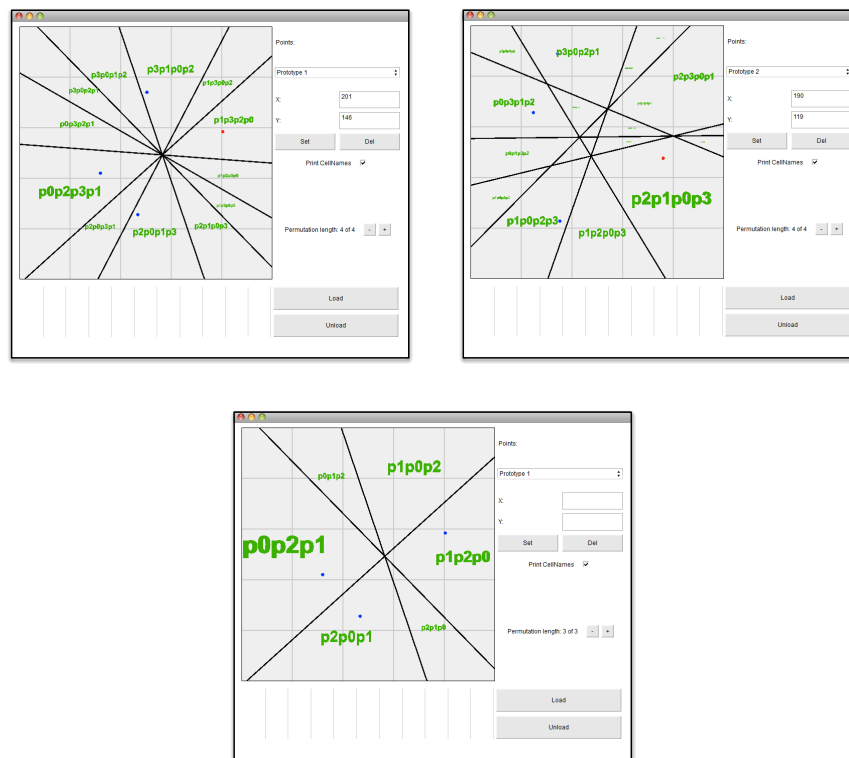 Points:
Prototype 1
X: 201
Y: 146
Set Del
Print CellNames
Permutation length: 4 of 4 - +
Load
Unload
p3p1p0p2
p3p0p1p2
p1p3p0p2
p3p0p2p1
p0p3p2p1
p1p3p2p0
p0p2p3p1
p2p0p3p1
p2p0p1p3
p2p1p0p3
Points:
Prototype 2
X: 190
Y: 119
Set Del
Print CellNames
Permutation length: 4 of 4 - +
Load
Unload
p3p0p2p1
p2p3p0p1
p0p3p1p2
p0p1p3p2
p2p1p0p3
p1p0p2p3
p1p2p0p3
Points:
Prototype 1
X:
Y:
Set Del
Print CellNames
Permutation length: 3 of 3 - +
Load
Unload
p1p0p2
p0p1p2
p0p2p1
p1p2p0
p2p0p1
p2p1p0